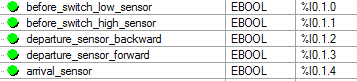 before_switch_low_sensor EBOOL %I0.1.0
before_switch_high_sensor EBOOL %I0.1.1
departure_sensor_backward EBOOL %I0.1.2
departure_sensor_forward EBOOL %I0.1.3
arrival_sensor EBOOL %I0.1.4